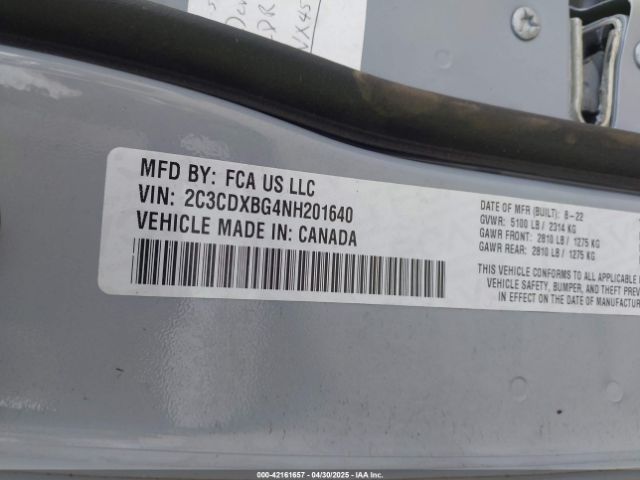 MFD BY: FCA US LLC
VIN: 2C3CDXBG4NH201640
VEHICLE MADE IN: CANADA
DATE OF MFR (BUILT): 8-22
GVWR: 5100 LB / 2314 KG
GAWR FRONT: 2810 LB / 1275 KG
GAWR REAR: 2810 LB / 1275 KG
THIS VEHICLE CONFORMS TO ALL APPLICABLE
VEHICLE SAFETY, BUMPER, AND THEFT PREV
IN EFFECT ON THE DATE OF MANUFACTUR
000-42161657 - 04/30/2025 - IAAI.COM